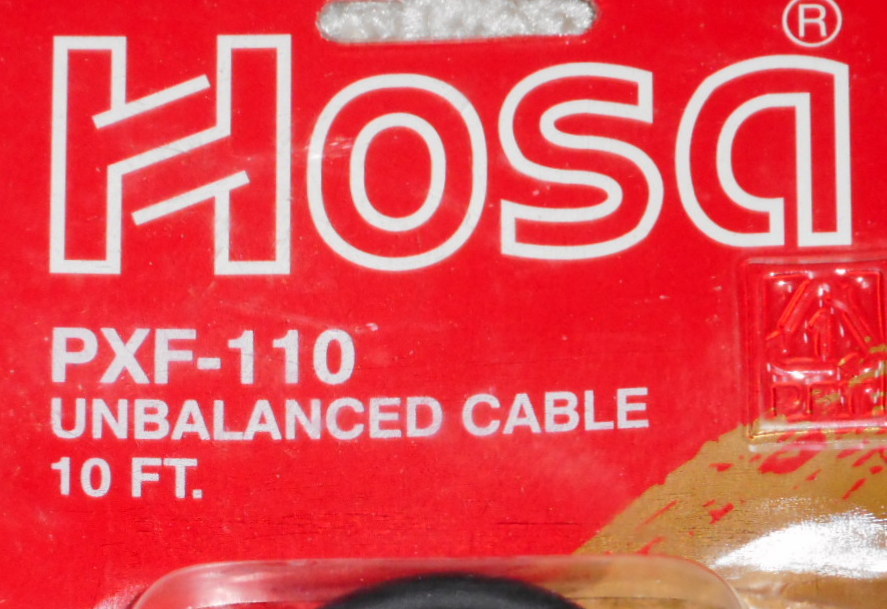 Hosa®
PXF-110
UNBALANCED CABLE
10 FT.